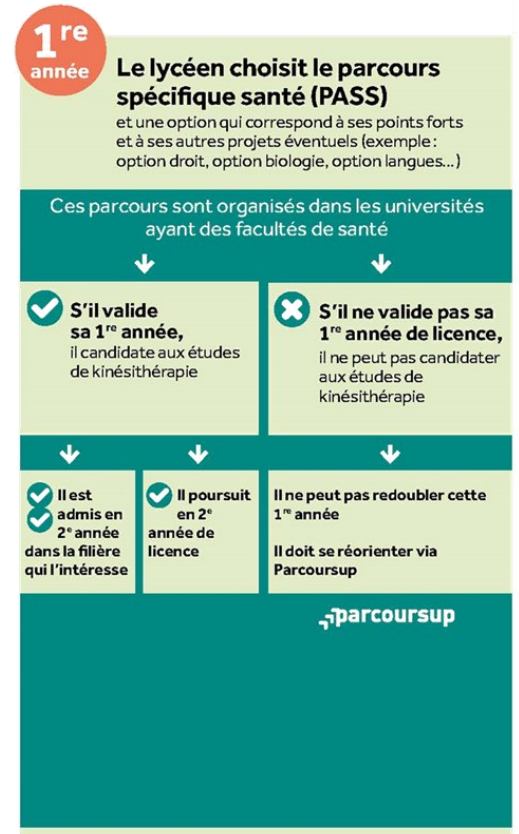 1re
année
Le lycéen choisit le parcours
spécifique santé (PASS)
et une option qui correspond à ses points forts
et à ses autres projets éventuels (exemple :
option droit, option biologie, option langues...)
Ces parcours sont organisés dans les universités
ayant des facultés de santé
S'il valide
sa 1re année,
il candidate aux études
de kinésithérapie
S'il ne valide pas sa
1re année de licence,
il ne peut pas candidater
aux études de
kinésithérapie
Il est
admis en
2e année
dans la filière
qui l'intéresse
Il poursuit
en 2e
année de
licence
Il ne peut pas redoubler cette
1re année
Il doit se réorienter via
Parcoursup
parcoursup